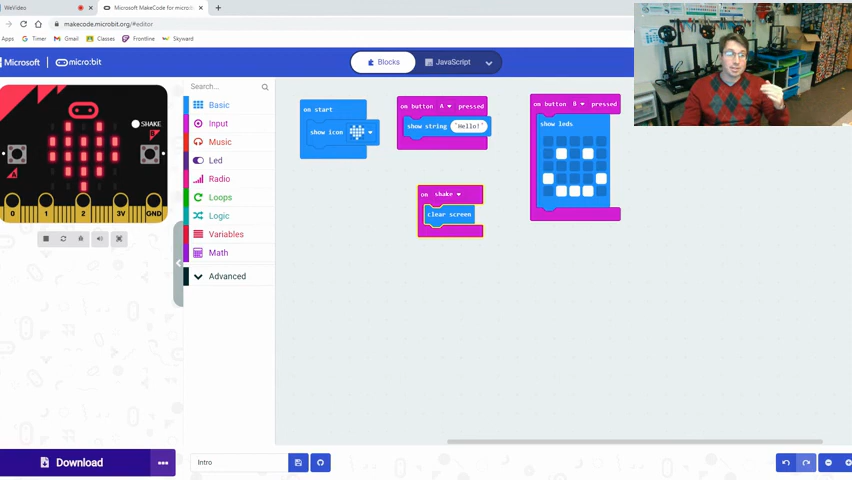 WeVideo
Microsoft MakeCode for micro:bit
makecode.microbit.org/#editor
Apps
Timer
Gmail
Classes
Frontline
Skyward
Microsoft
micro:bit
Blocks
JavaScript
Search...
Basic
Input
Music
Led
Radio
Loops
Logic
Variables
Math
Advanced
SHAKE
B
A
0 1 2 3V GND
on start
show icon
on button A pressed
show string "Hello!"
on shake
clear screen
on button B pressed
show leds
Download
Intro